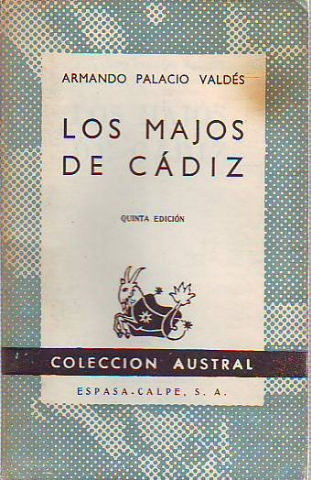 ARMANDO PALACIO VALDÉS
LOS MAJOS
DE CÁDIZ
QUINTA EDICIÓN
COLECCION AUSTRAL
ESPASA-CALPE, S. A.